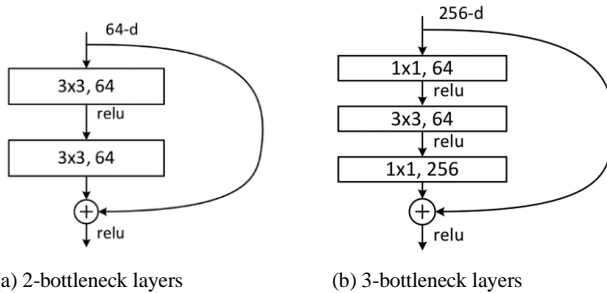 64-d
3x3, 64
relu
3x3, 64
+
relu
256-d
1x1, 64
relu
3x3, 64
relu
1x1, 256
+
relu
a) 2-bottleneck layers
(b) 3-bottleneck layers